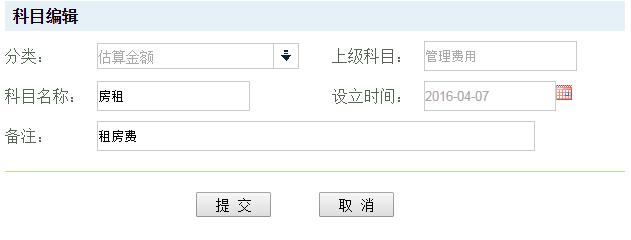 科目编辑
分类： 估算金额 上级科目： 管理费用
科目名称： 房租 设立时间： 2016-04-07
备注： 租房费
提 交 取 消